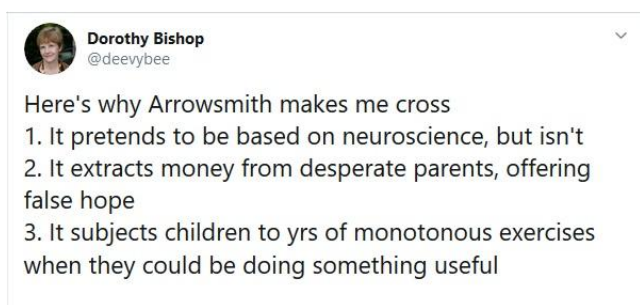 Dorothy Bishop
@deevybee
Here's why Arrowsmith makes me cross
1. It pretends to be based on neuroscience, but isn't
2. It extracts money from desperate parents, offering
false hope
3. It subjects children to yrs of monotonous exercises
when they could be doing something useful